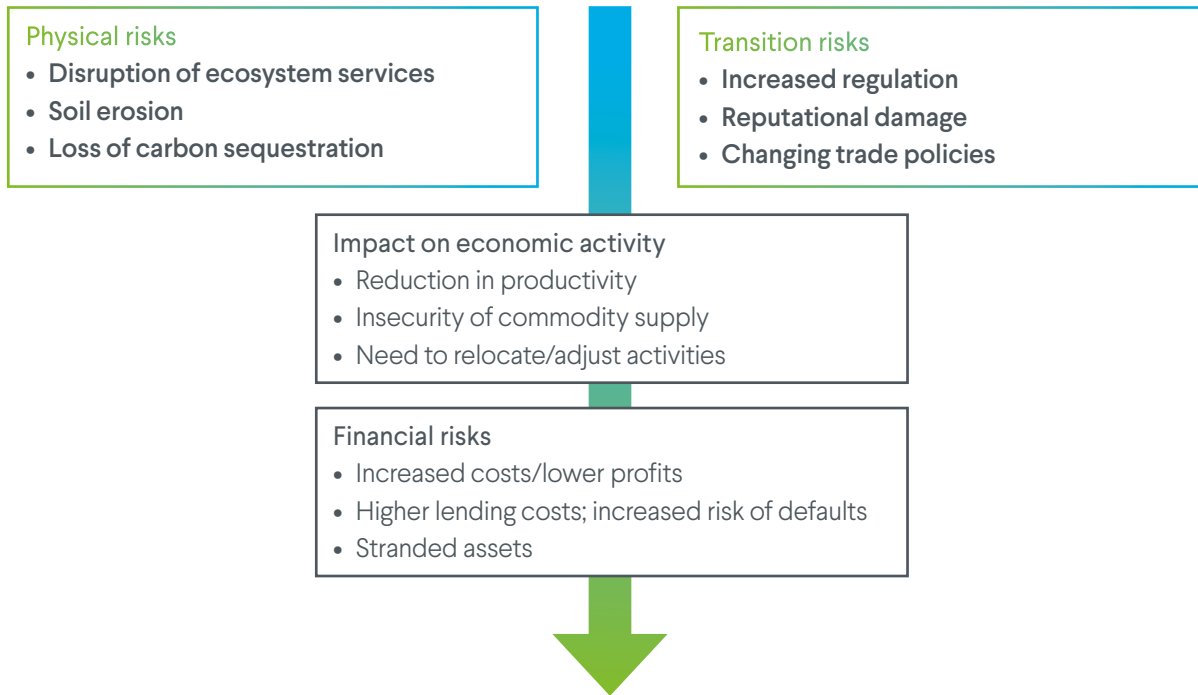 Physical risks
• Disruption of ecosystem services
• Soil erosion
• Loss of carbon sequestration
Transition risks
• Increased regulation
• Reputational damage
• Changing trade policies
Impact on economic activity
• Reduction in productivity
• Insecurity of commodity supply
• Need to relocate/adjust activities
Financial risks
• Increased costs/lower profits
• Higher lending costs; increased risk of defaults
• Stranded assets